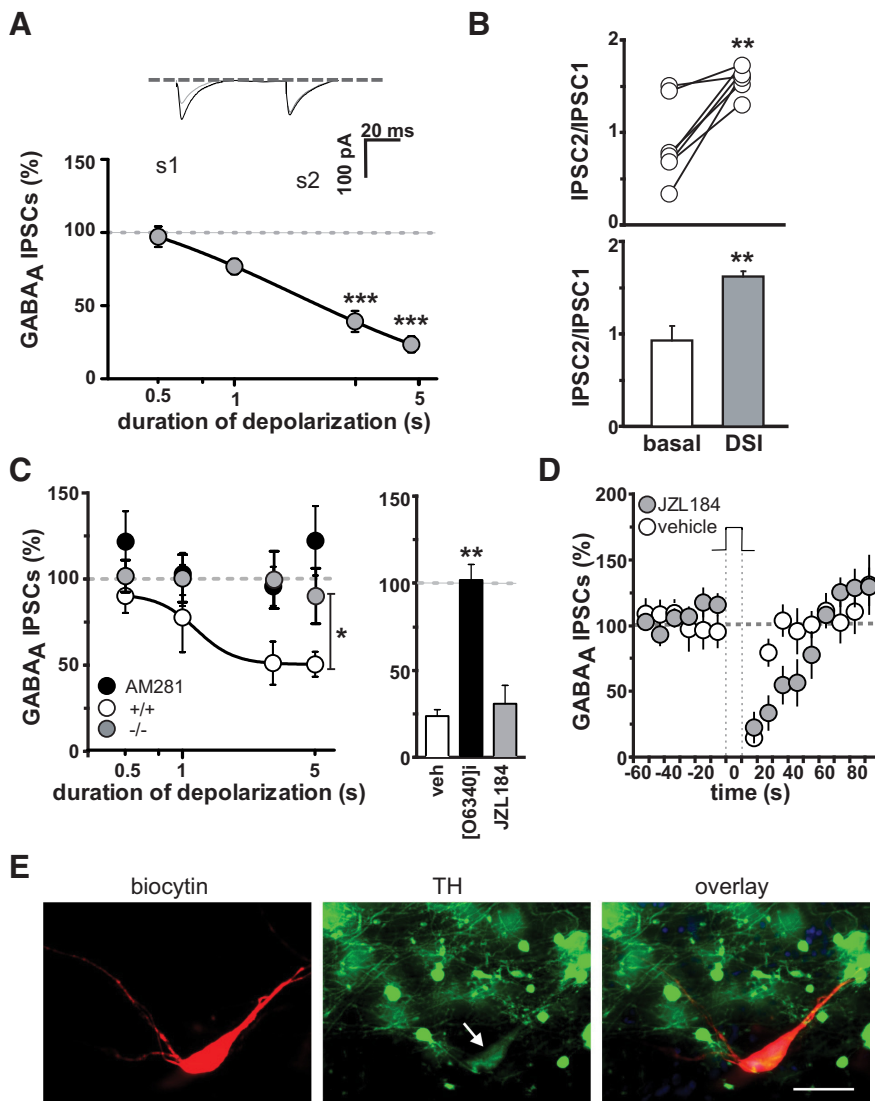 A
20 ms
100 pA
s1
s2
150
100
50
0
GABAA IPSCs (%)
***
***
0.5
1
5
duration of depolarization (s)
B
2
1
0
IPSC2/IPSC1
**
2
1
0
IPSC2/IPSC1
**
basal
DSI
C
150
100
50
0
GABAA IPSCs (%)
*
AM281
+/+
-/-
0.5
1
5
duration of depolarization (s)
150
100
50
0
**
veh
[O6340]i
JZL184
D
200
150
100
50
0
GABAA IPSCs (%)
JZL184
vehicle
-60 -40 -20 0 20 40 60 80
time (s)
E
biocytin
TH
overlay